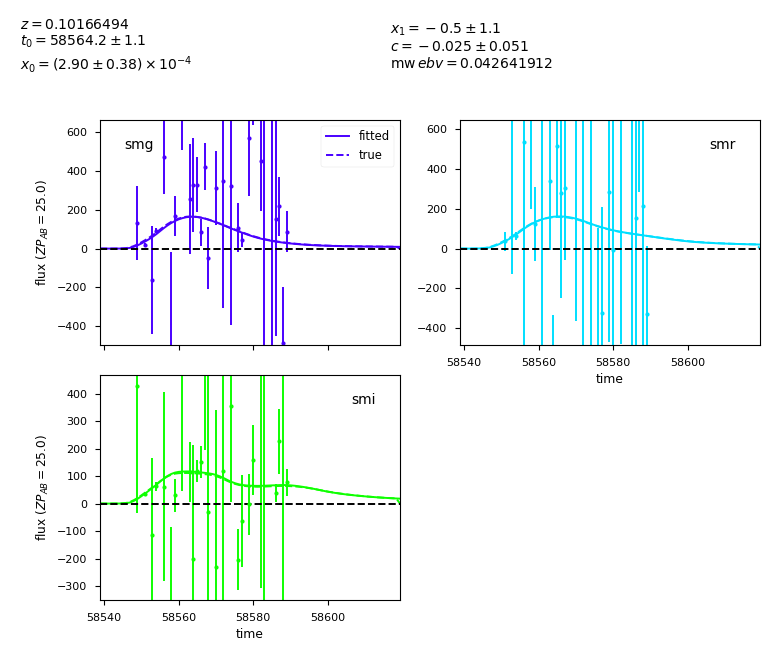 z = 0.10166494
t₀ = 58564.2 ± 1.1
x₀ = (2.90 ± 0.38) × 10⁻⁴
x₁ = −0.5 ± 1.1
c = −0.025 ± 0.051
mw ebv = 0.042641912
smg
fitted
true
600
400
200
0
−200
−400
flux (ZP_AB = 25.0)
smr
600
400
200
0
−200
−400
58540 58560 58580 58600
time
smi
400
300
200
100
0
−100
−200
−300
flux (ZP_AB = 25.0)
58540 58560 58580 58600
time